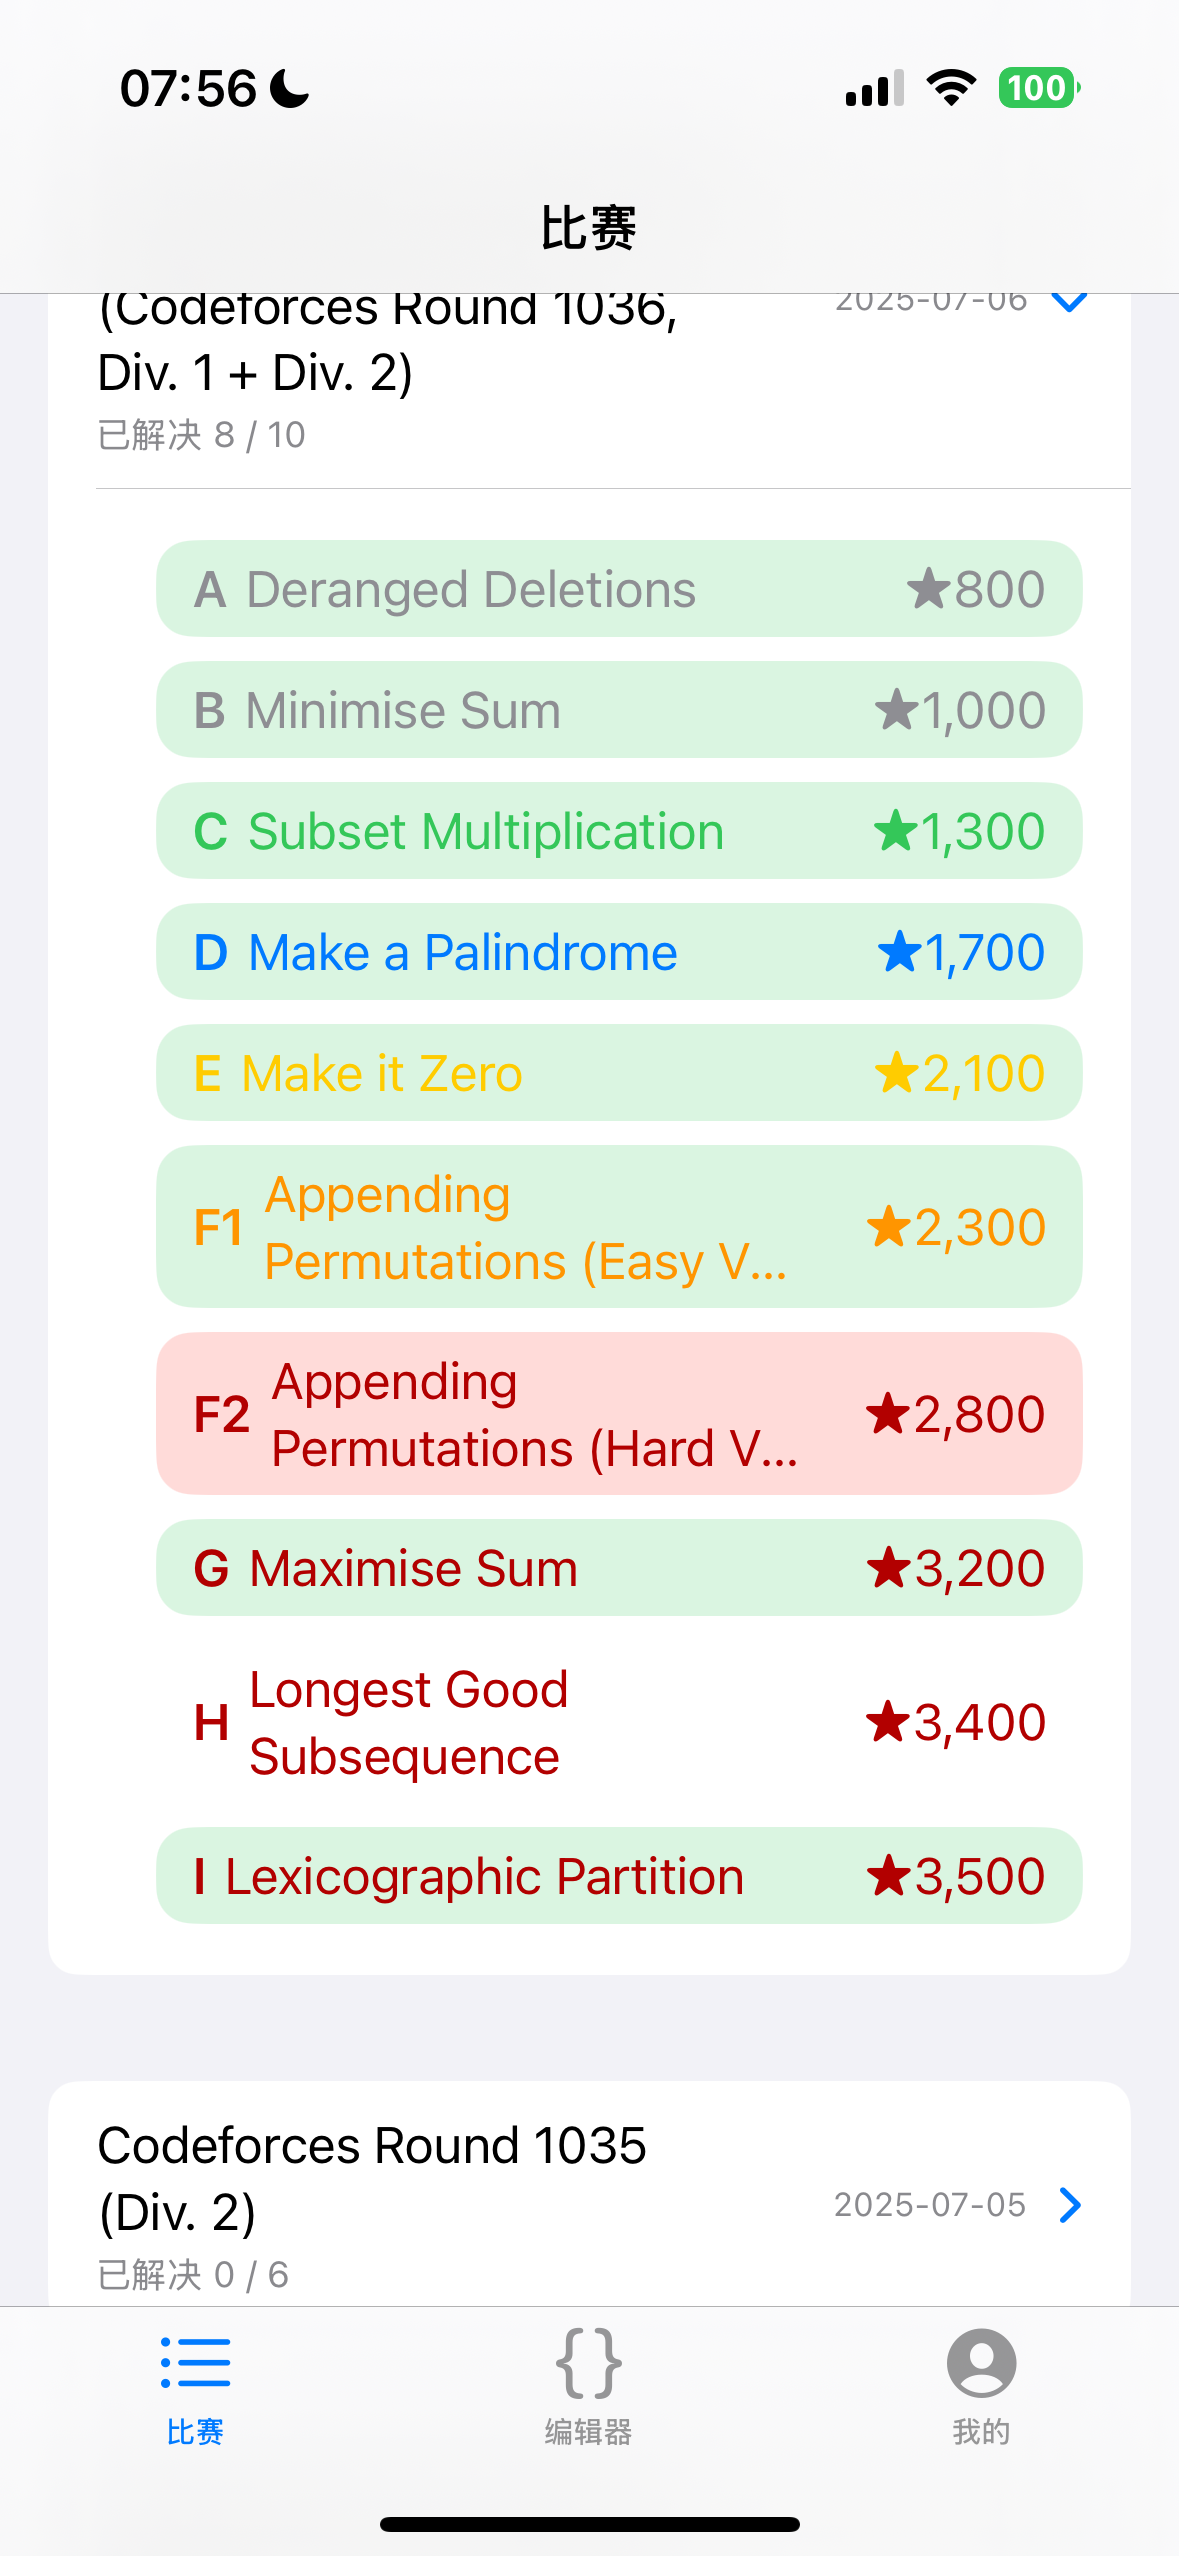 07:56
100
比赛
(Codeforces Round 1036,
2025-07-06
Div. 1 + Div. 2)
已解决 8 / 10
A Deranged Deletions ★800
B Minimise Sum ★1,000
C Subset Multiplication ★1,300
D Make a Palindrome ★1,700
E Make it Zero ★2,100
F1 Appending
Permutations (Easy V...
★2,300
F2 Appending
Permutations (Hard V...
★2,800
G Maximise Sum ★3,200
H Longest Good
Subsequence
★3,400
I Lexicographic Partition ★3,500
Codeforces Round 1035
(Div. 2)
2025-07-05
已解决 0 / 6
比赛
编辑器
我的